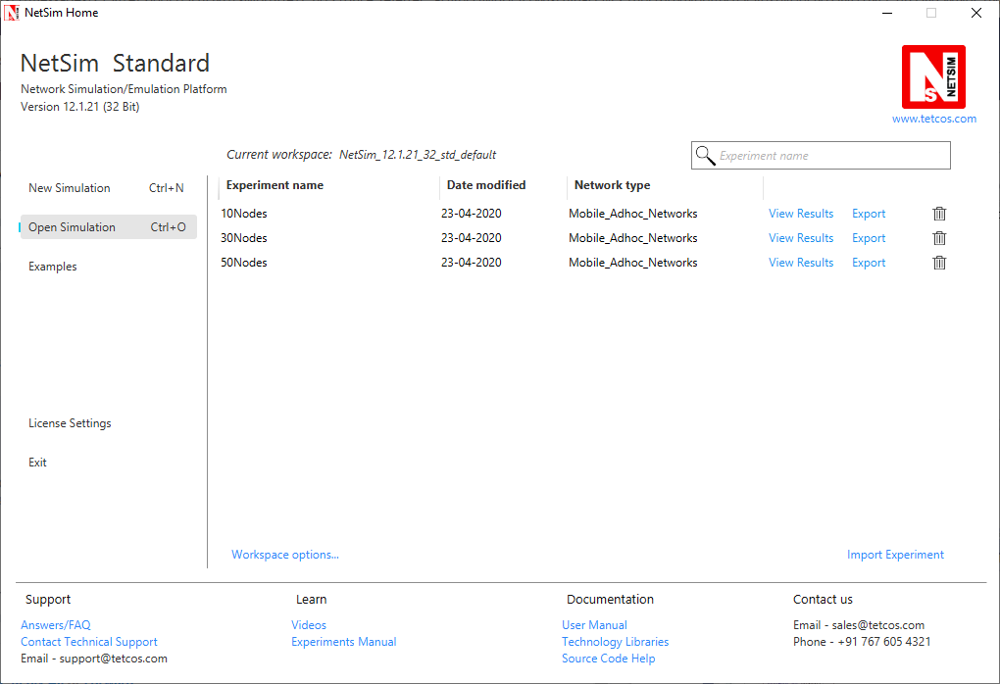 NetSim Home
NetSim Standard
Network Simulation/Emulation Platform
Version 12.1.21 (32 Bit)
NS NETSIM
www.tetcos.com
Current workspace: NetSim_12.1.21_32_std_default
Experiment name
New Simulation Ctrl+N
Open Simulation Ctrl+O
Examples
License Settings
Exit
Experiment name Date modified Network type
10Nodes 23-04-2020 Mobile_Adhoc_Networks View Results Export
30Nodes 23-04-2020 Mobile_Adhoc_Networks View Results Export
50Nodes 23-04-2020 Mobile_Adhoc_Networks View Results Export
Workspace options... Import Experiment
Support
Answers/FAQ
Contact Technical Support
Email - support@tetcos.com
Learn
Videos
Experiments Manual
Documentation
User Manual
Technology Libraries
Source Code Help
Contact us
Email - sales@tetcos.com
Phone - +91 767 605 4321